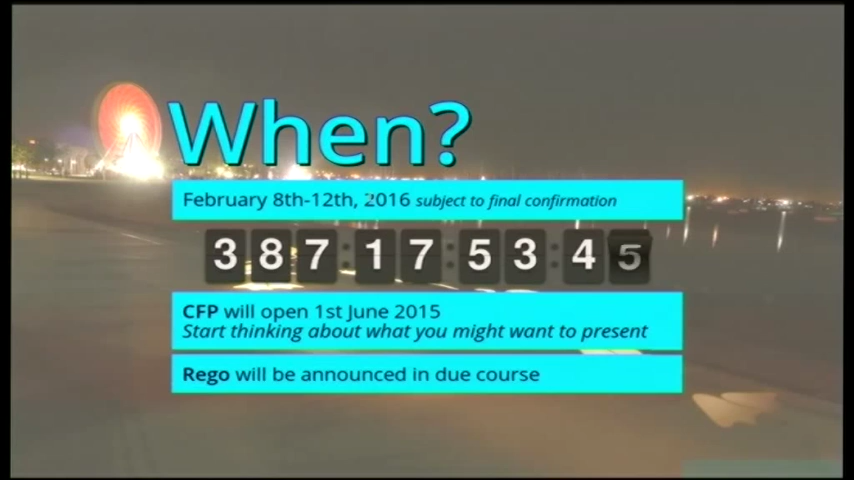 When?
February 8th-12th, 2016 subject to final confirmation
387:17:53:45
CFP will open 1st June 2015
Start thinking about what you might want to present
Rego will be announced in due course